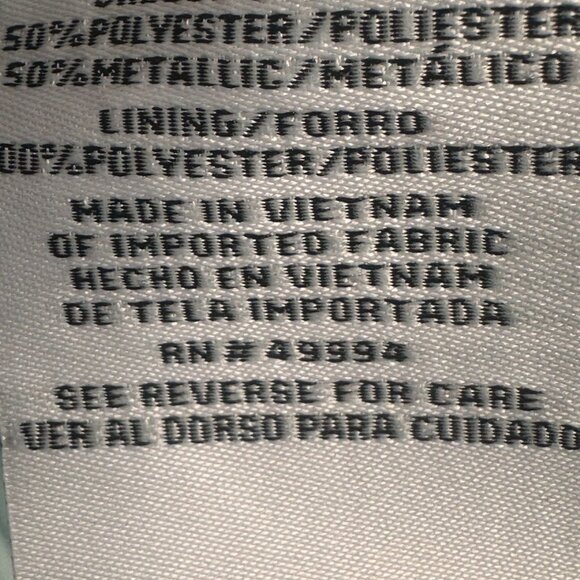 50% POLYESTER/POLIÉSTER
50% METALLIC/METÁLICO
LINING/FORRO
00% POLYESTER/POLIESTER
MADE IN VIETNAM
OF IMPORTED FABRIC
HECHO EN VIETNAM
DE TELA IMPORTADA
RN # 49994
SEE REVERSE FOR CARE
VER AL DORSO PARA CUIDADO